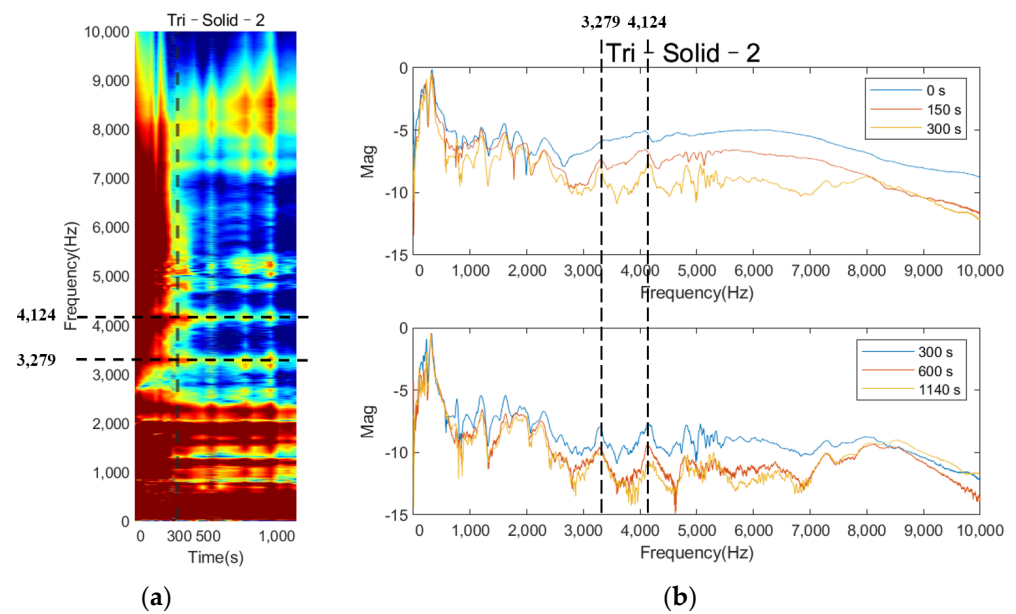 Tri – Solid – 2
10,000
9,000
8,000
7,000
6,000
5,000
4,124
4,000
3,279
3,000
2,000
1,000
0
Frequency(Hz)
0 300 500 1,000
Time(s)
(a)
3,279 4,124
Tri – Solid – 2
0
-5
-10
-15
Mag
0 s
150 s
300 s
0 1,000 2,000 3,000 4,000 5,000 6,000 7,000 8,000 9,000 10,000
Frequency(Hz)
0
-5
-10
-15
Mag
300 s
600 s
1140 s
0 1,000 2,000 3,000 4,000 5,000 6,000 7,000 8,000 9,000 10,000
Frequency(Hz)
(b)